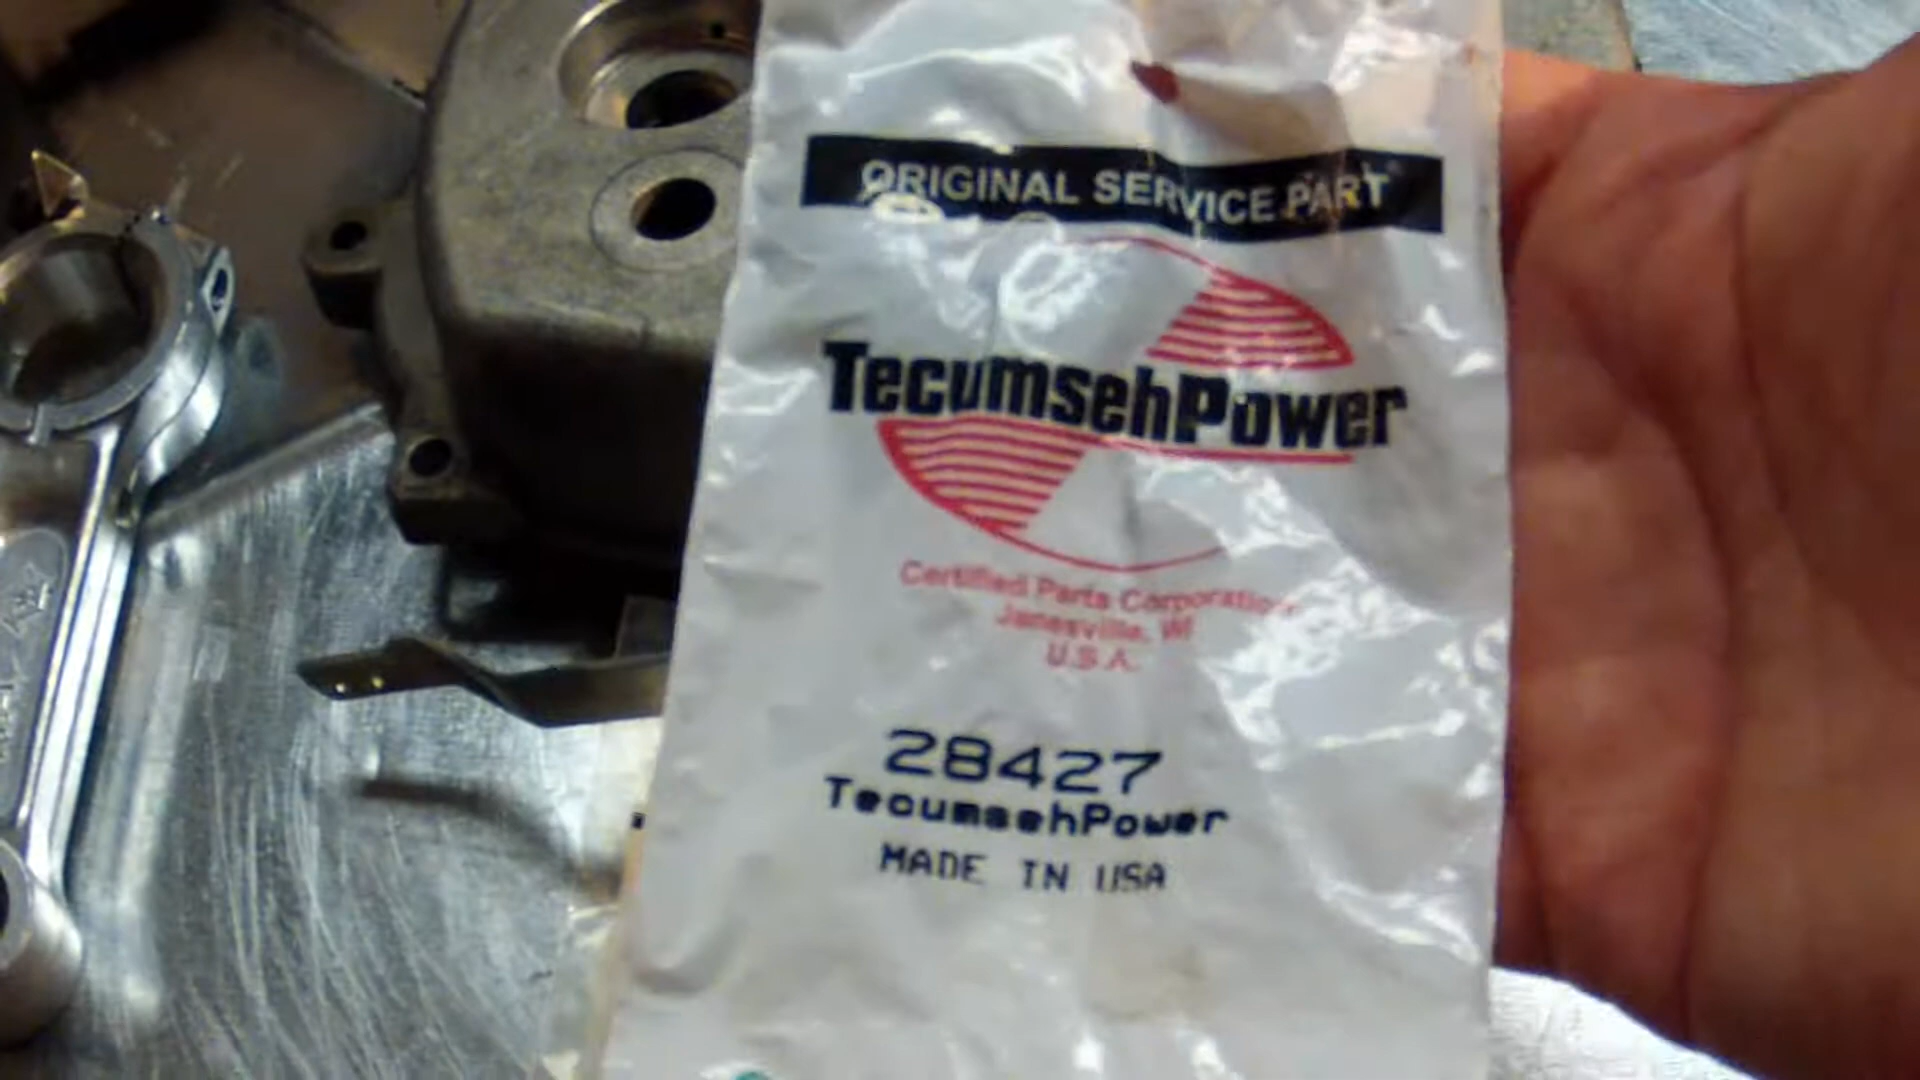 ORIGINAL SERVICE PART
TecumsehPower
Certified Parts Corporation
Janesville, WI
U.S.A.
28427
TecumsehPower
MADE IN USA